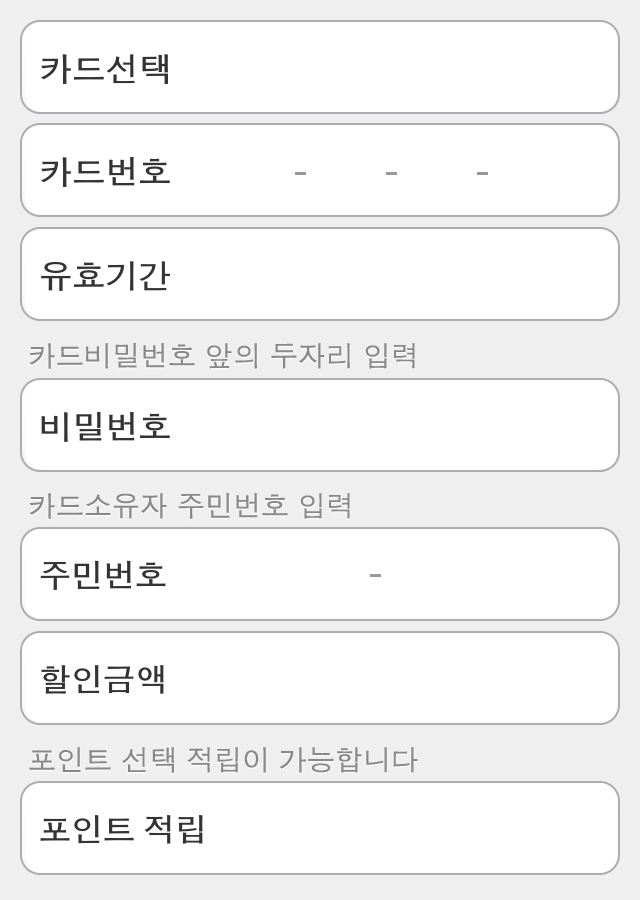 카드선택
카드번호 - - -
유효기간
카드비밀번호 앞의 두자리 입력
비밀번호
카드소유자 주민번호 입력
주민번호 -
할인금액
포인트 선택 적립이 가능합니다
포인트 적립